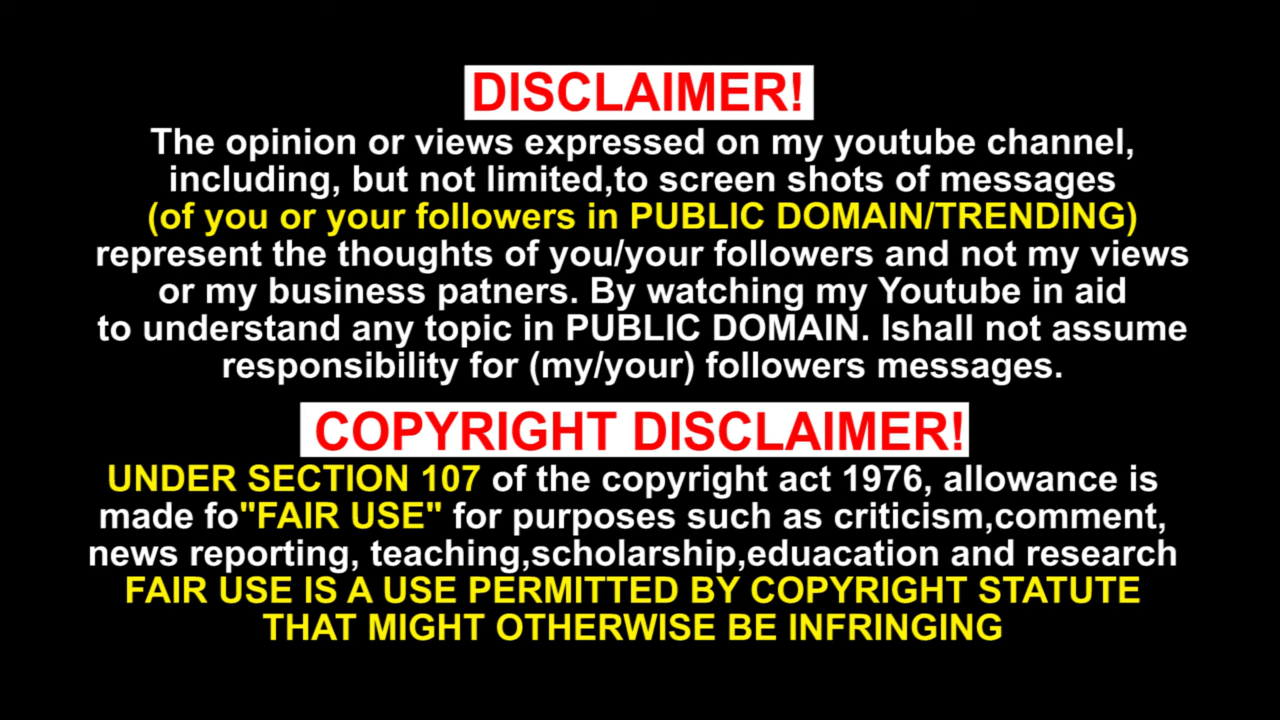 DISCLAIMER!
The opinion or views expressed on my youtube channel,
including, but not limited,to screen shots of messages
(of you or your followers in PUBLIC DOMAIN/TRENDING)
represent the thoughts of you/your followers and not my views
or my business patners. By watching my Youtube in aid
to understand any topic in PUBLIC DOMAIN. Ishall not assume
responsibility for (my/your) followers messages.
COPYRIGHT DISCLAIMER!
UNDER SECTION 107 of the copyright act 1976, allowance is
made fo"FAIR USE" for purposes such as criticism,comment,
news reporting, teaching,scholarship,eduacation and research
FAIR USE IS A USE PERMITTED BY COPYRIGHT STATUTE
THAT MIGHT OTHERWISE BE INFRINGING